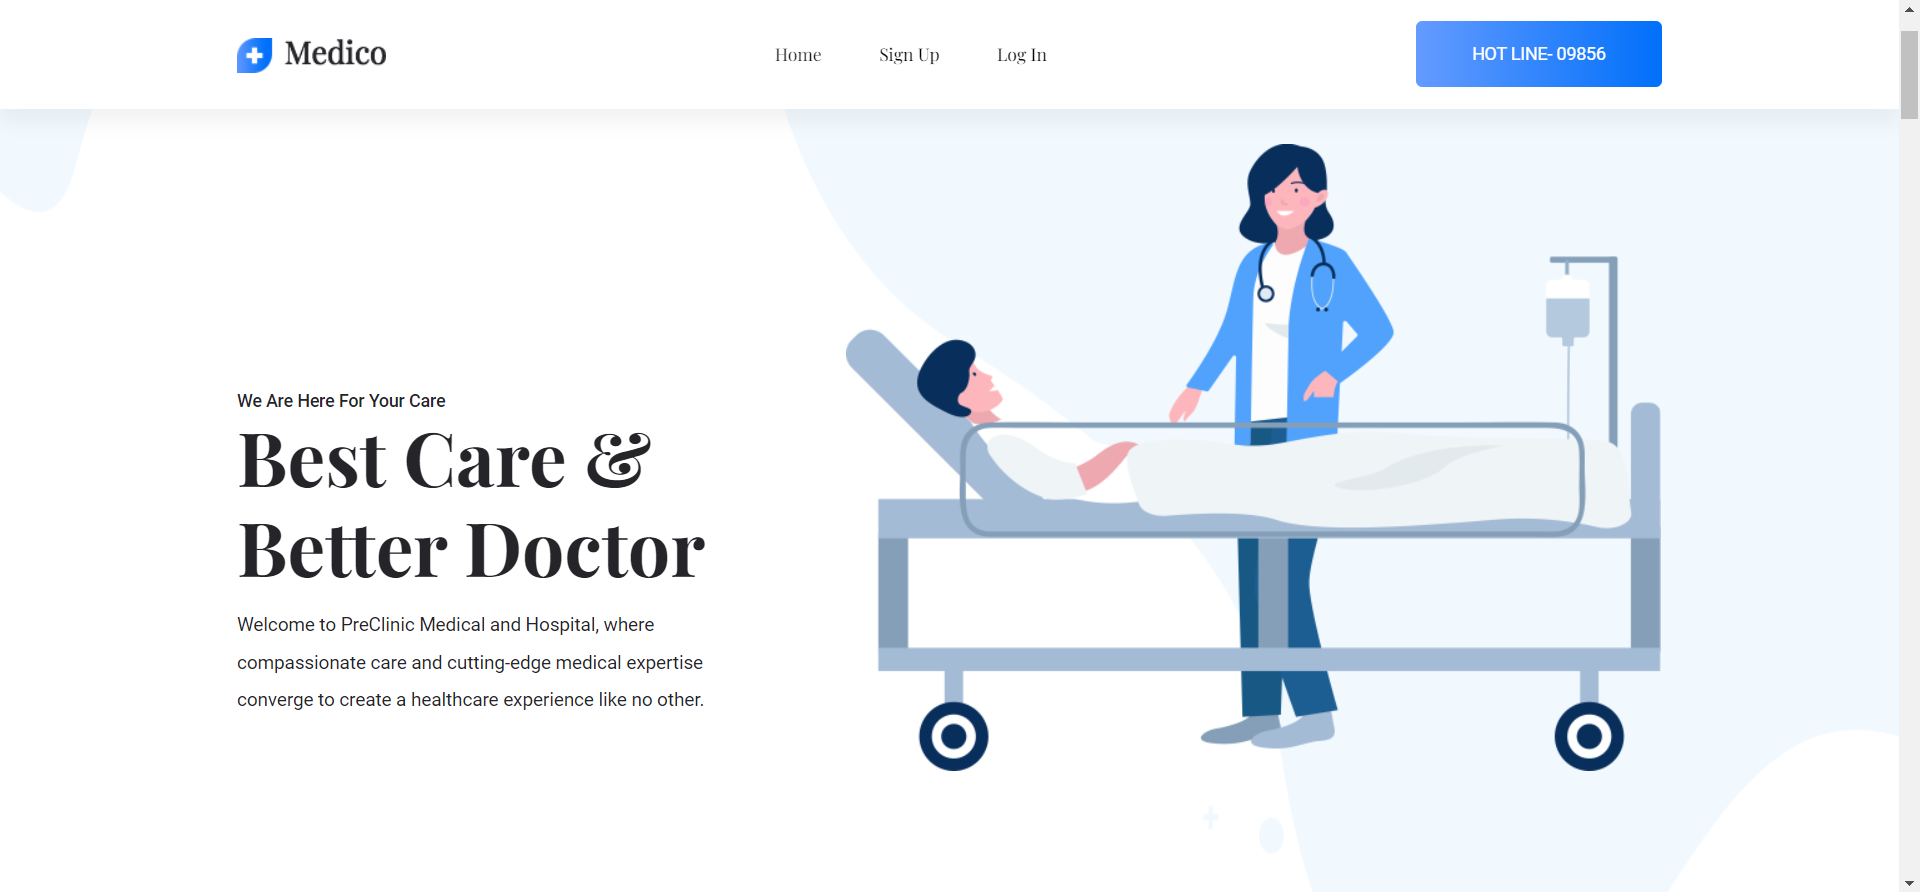 Medico
Home
Sign Up
Log In
HOT LINE- 09856
We Are Here For Your Care
Best Care &
Better Doctor
Welcome to PreClinic Medical and Hospital, where
compassionate care and cutting-edge medical expertise
converge to create a healthcare experience like no other.